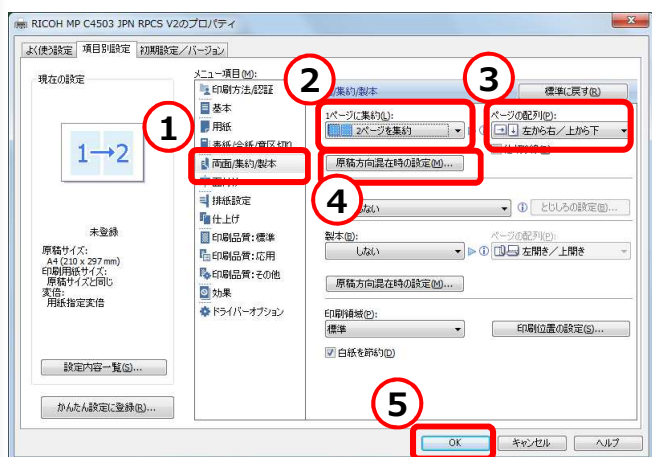 RICOH MP C4503 JPN RPCS V2のプロパティ
よく使う設定 項目別設定 初期設定/バージョン
現在の設定
1→2
未登録
原稿サイズ:
A4 (210 x 297 mm)
印刷用紙サイズ:
原稿サイズと同じ
変倍:
用紙指定変倍
設定内容一覧(S)...
かんたん設定に登録(R)...
メニュー項目(M):
印刷方法/認証
基本
用紙
表紙/合紙/章区切り
両面/集約/製本
排紙設定
仕上げ
印刷品質:標準
印刷品質:応用
印刷品質:その他
効果
ドライバーオプション
1
2
3
/集約/製本
標準に戻す(R)
1ページに集約(L):
2ページを集約
ページの配列(P):
左から右/上から下
原稿方向混在時の設定(M)...
4
しない
とじしろの設定(B)...
製本(B):
しない
ページの配列(P):
左開き/上開き
原稿方向混在時の設定(M)...
印刷領域(P):
標準
印刷位置の設定(S)...
白紙を節約(D)
5
OK
キャンセル
ヘルプ